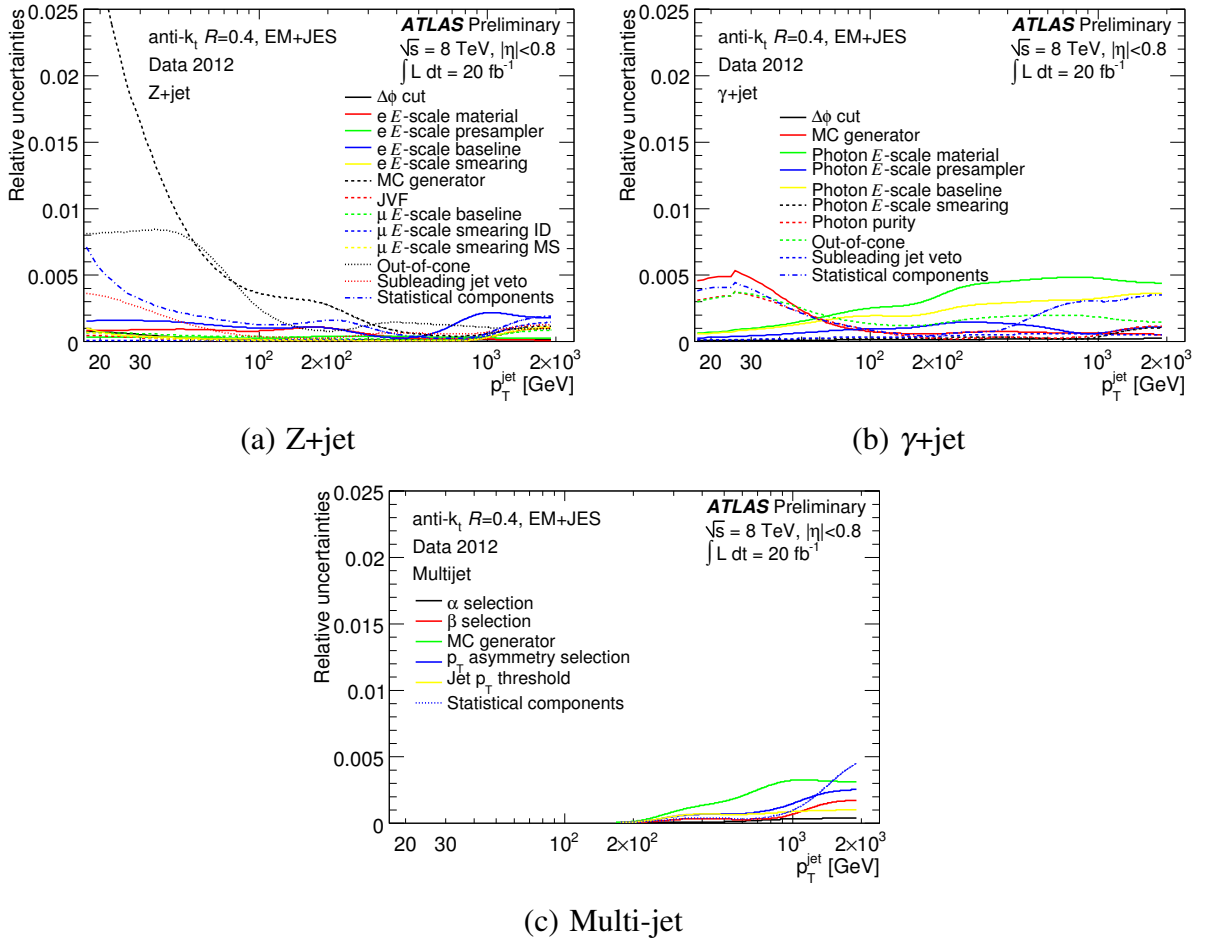 ATLAS Preliminary
anti-kₜ R=0.4, EM+JES
√s = 8 TeV, |η|<0.8
Data 2012
∫ L dt = 20 fb⁻¹
Z+jet
Δϕ cut
e E-scale material
e E-scale presampler
e E-scale baseline
e E-scale smearing
MC generator
JVF
μ E-scale baseline
μ E-scale smearing ID
μ E-scale smearing MS
Out-of-cone
Subleading jet veto
Statistical components
Relative uncertainties
0.025
0.02
0.015
0.01
0.005
0
20 30 10² 2×10² 10³ 2×10³
p_T^jet [GeV]
(a) Z+jet
ATLAS Preliminary
anti-kₜ R=0.4, EM+JES
√s = 8 TeV, |η|<0.8
Data 2012
∫ L dt = 20 fb⁻¹
γ+jet
Δϕ cut
MC generator
Photon E-scale material
Photon E-scale presampler
Photon E-scale baseline
Photon E-scale smearing
Photon purity
Out-of-cone
Subleading jet veto
Statistical components
Relative uncertainties
0.025
0.02
0.015
0.01
0.005
0
20 30 10² 2×10² 10³ 2×10³
p_T^jet [GeV]
(b) γ+jet
ATLAS Preliminary
anti-kₜ R=0.4, EM+JES
√s = 8 TeV, |η|<0.8
Data 2012
∫ L dt = 20 fb⁻¹
Multijet
α selection
β selection
MC generator
p_T asymmetry selection
Jet p_T threshold
Statistical components
Relative uncertainties
0.025
0.02
0.015
0.01
0.005
0
20 30 10² 2×10² 10³ 2×10³
p_T^jet [GeV]
(c) Multi-jet